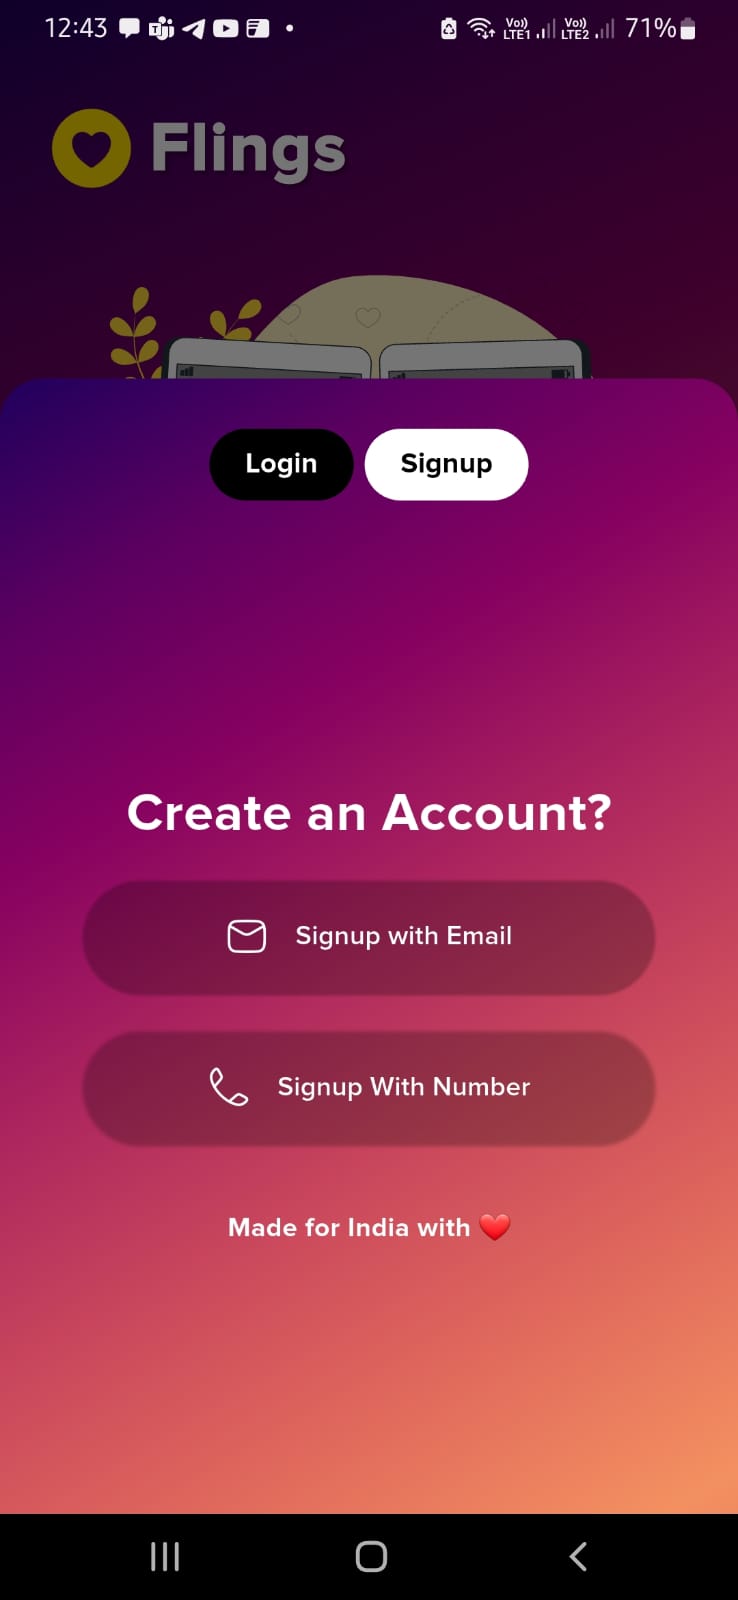 12:43 Vo)) LTE1 Vo)) LTE2 71%
Flings
Login Signup
Create an Account?
Signup with Email
Signup With Number
Made for India with ❤️